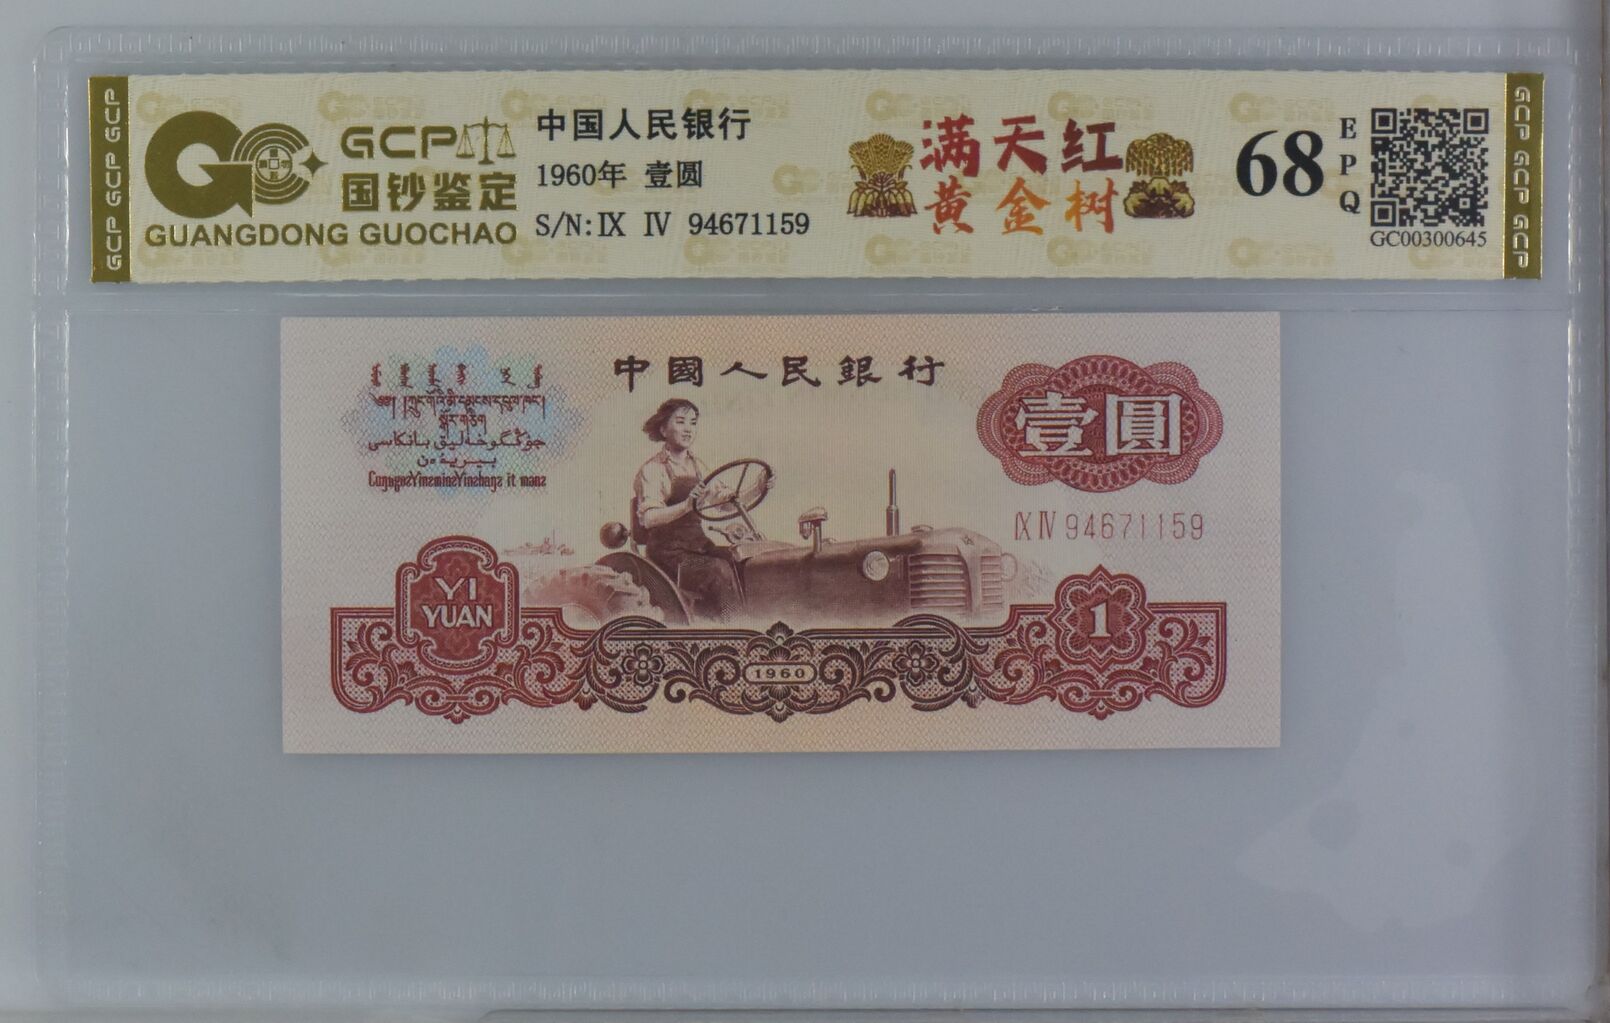 GCP GCP GCP
GCP
国钞鉴定
GUANGDONG GUOCHAO
中国人民银行
1960年 壹圆
S/N: IX IV 94671159
满天红
黄金树
68
EPQ
GC00300645
GCP GCP GCP
中國人民銀行
壹圓
IX IV 94671159
YI
YUAN
1960
1